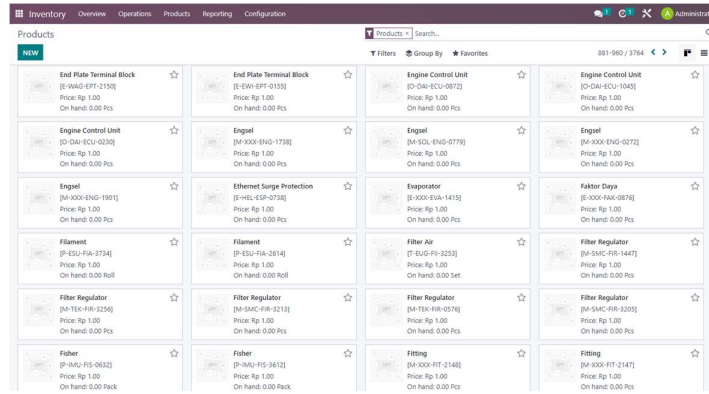 Inventory Overview Operations Products Reporting Configuration 1 1 A Administrat
Products Products × Search...
NEW Filters Group By Favorites 881-960 / 3764
End Plate Terminal Block
[E-WAG-EPT-2150]
Price: Rp 1.00
On hand: 0.00 Pcs
End Plate Terminal Block
[E-EWI-EPT-0155]
Price: Rp 1.00
On hand: 0.00 Pcs
Engine Control Unit
[O-DAI-ECU-0872]
Price: Rp 1.00
On hand: 0.00 Pcs
Engine Control Unit
[O-DAI-ECU-1045]
Price: Rp 1.00
On hand: 0.00 Pcs
Engine Control Unit
[O-DAI-ECU-0230]
Price: Rp 1.00
On hand: 0.00 Pcs
Engsel
[M-XXX-ENG-1738]
Price: Rp 1.00
On hand: 0.00 Pcs
Engsel
[M-SOL-ENG-0779]
Price: Rp 1.00
On hand: 0.00 Pcs
Engsel
[M-XXX-ENG-0272]
Price: Rp 1.00
On hand: 0.00 Pcs
Engsel
[M-XXX-ENG-1901]
Price: Rp 1.00
On hand: 0.00 Pcs
Ethernet Surge Protection
[E-HEL-ESP-0738]
Price: Rp 1.00
On hand: 0.00 Pcs
Evaporator
[E-XXX-EVA-1415]
Price: Rp 1.00
On hand: 0.00 Pcs
Faktor Daya
[E-XXX-FAK-0876]
Price: Rp 1.00
On hand: 0.00 Pcs
Filament
[P-ESU-FIA-3734]
Price: Rp 1.00
On hand: 0.00 Roll
Filament
[P-ESU-FIA-2614]
Price: Rp 1.00
On hand: 0.00 Roll
Filter Air
[T-EUG-FII-3253]
Price: Rp 1.00
On hand: 0.00 Set
Filter Regulator
[M-SMC-FIR-1447]
Price: Rp 1.00
On hand: 0.00 Pcs
Filter Regulator
[M-TEK-FIR-3256]
Price: Rp 1.00
On hand: 0.00 Pcs
Filter Regulator
[M-SMC-FIR-3213]
Price: Rp 1.00
On hand: 0.00 Pcs
Filter Regulator
[M-TEK-FIR-0576]
Price: Rp 1.00
On hand: 0.00 Pcs
Filter Regulator
[M-SMC-FIR-3205]
Price: Rp 1.00
On hand: 0.00 Pcs
Fisher
[P-IMU-FIS-0632]
Price: Rp 1.00
On hand: 0.00 Pack
Fisher
[P-IMU-FIS-3612]
Price: Rp 1.00
On hand: 0.00 Pack
Fitting
[M-XXX-FIT-2148]
Price: Rp 1.00
On hand: 0.00 Pcs
Fitting
[M-XXX-FIT-2147]
Price: Rp 1.00
On hand: 0.00 Pcs